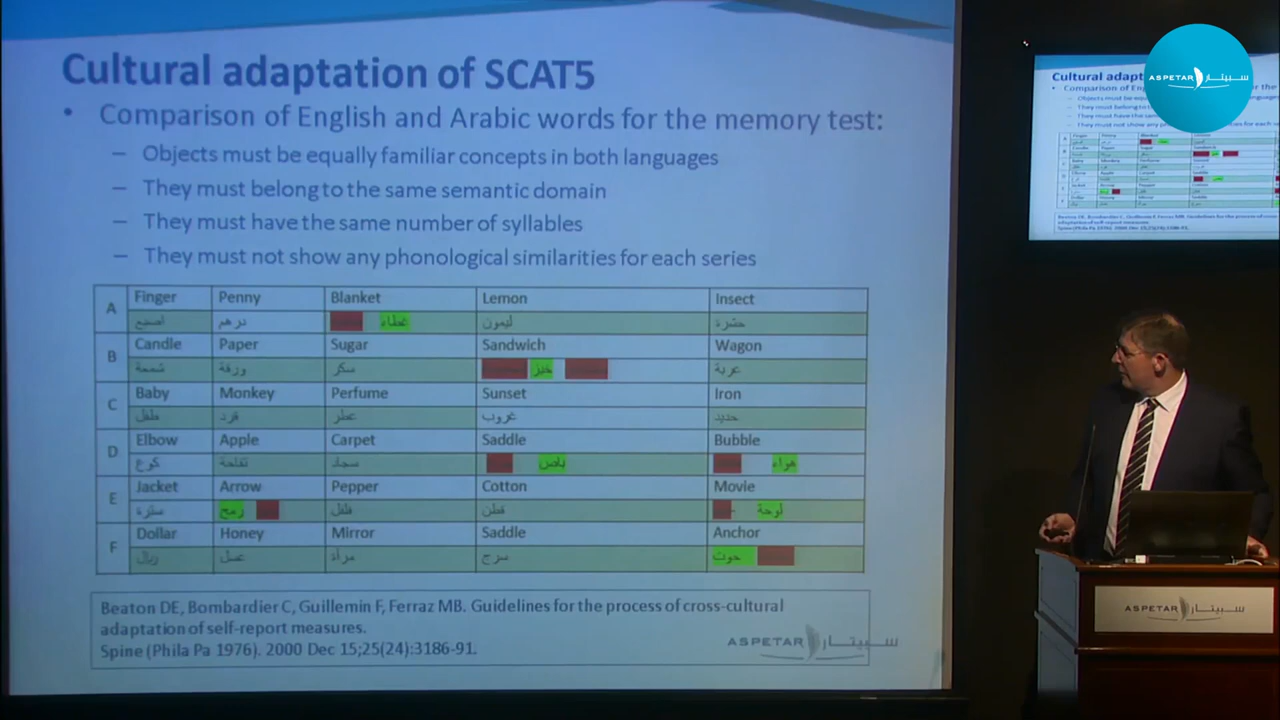 Cultural adaptation of SCAT5
• Comparison of English and Arabic words for the memory test:
– Objects must be equally familiar concepts in both languages
– They must belong to the same semantic domain
– They must have the same number of syllables
– They must not show any phonological similarities for each series
A Finger Penny Blanket Lemon Insect
اصبع درهم غطاء ليمون حشرة
B Candle Paper Sugar Sandwich Wagon
شمعة ورقة سكر خبز عربة
C Baby Monkey Perfume Sunset Iron
طفل قرد عطر غروب حديد
D Elbow Apple Carpet Saddle Bubble
كوع تفاحة سجاد باص هواء
E Jacket Arrow Pepper Cotton Movie
سترة رمح فلفل قطن لوحة
F Dollar Honey Mirror Saddle Anchor
ريال عسل مرآة سرج حوت
Beaton DE, Bombardier C, Guillemin F, Ferraz MB. Guidelines for the process of cross-cultural
adaptation of self-report measures.
Spine (Phila Pa 1976). 2000 Dec 15;25(24):3186-91.
ASPETAR سبيتار
ASPETAR سبيتار
Cultural adapt
ASPETAR سبيتار